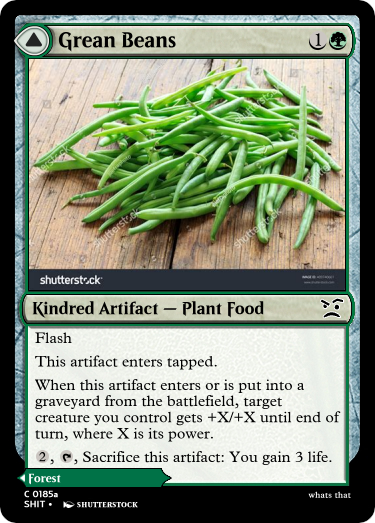 Grean Beans
1
shutterstock
shutterstock
Kindred Artifact — Plant Food
Flash
This artifact enters tapped.
When this artifact enters or is put into a
graveyard from the battlefield, target
creature you control gets +X/+X until end of
turn, where X is its power.
2, , Sacrifice this artifact: You gain 3 life.
Forest
C 0185a
SHIT • SHUTTERSTOCK
whats that